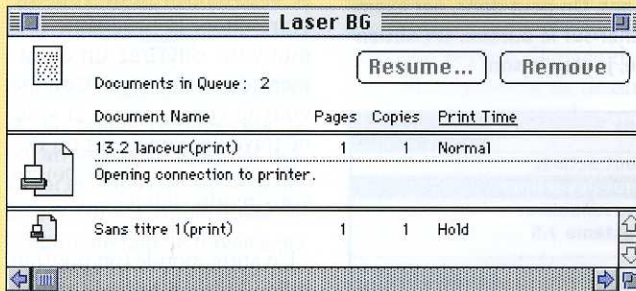 Laser BG
Resume... Remove
Documents in Queue: 2
Document Name Pages Copies Print Time
13.2 lanceur(print) 1 1 Normal
Opening connection to printer.
Sans titre 1(print) 1 1 Hold